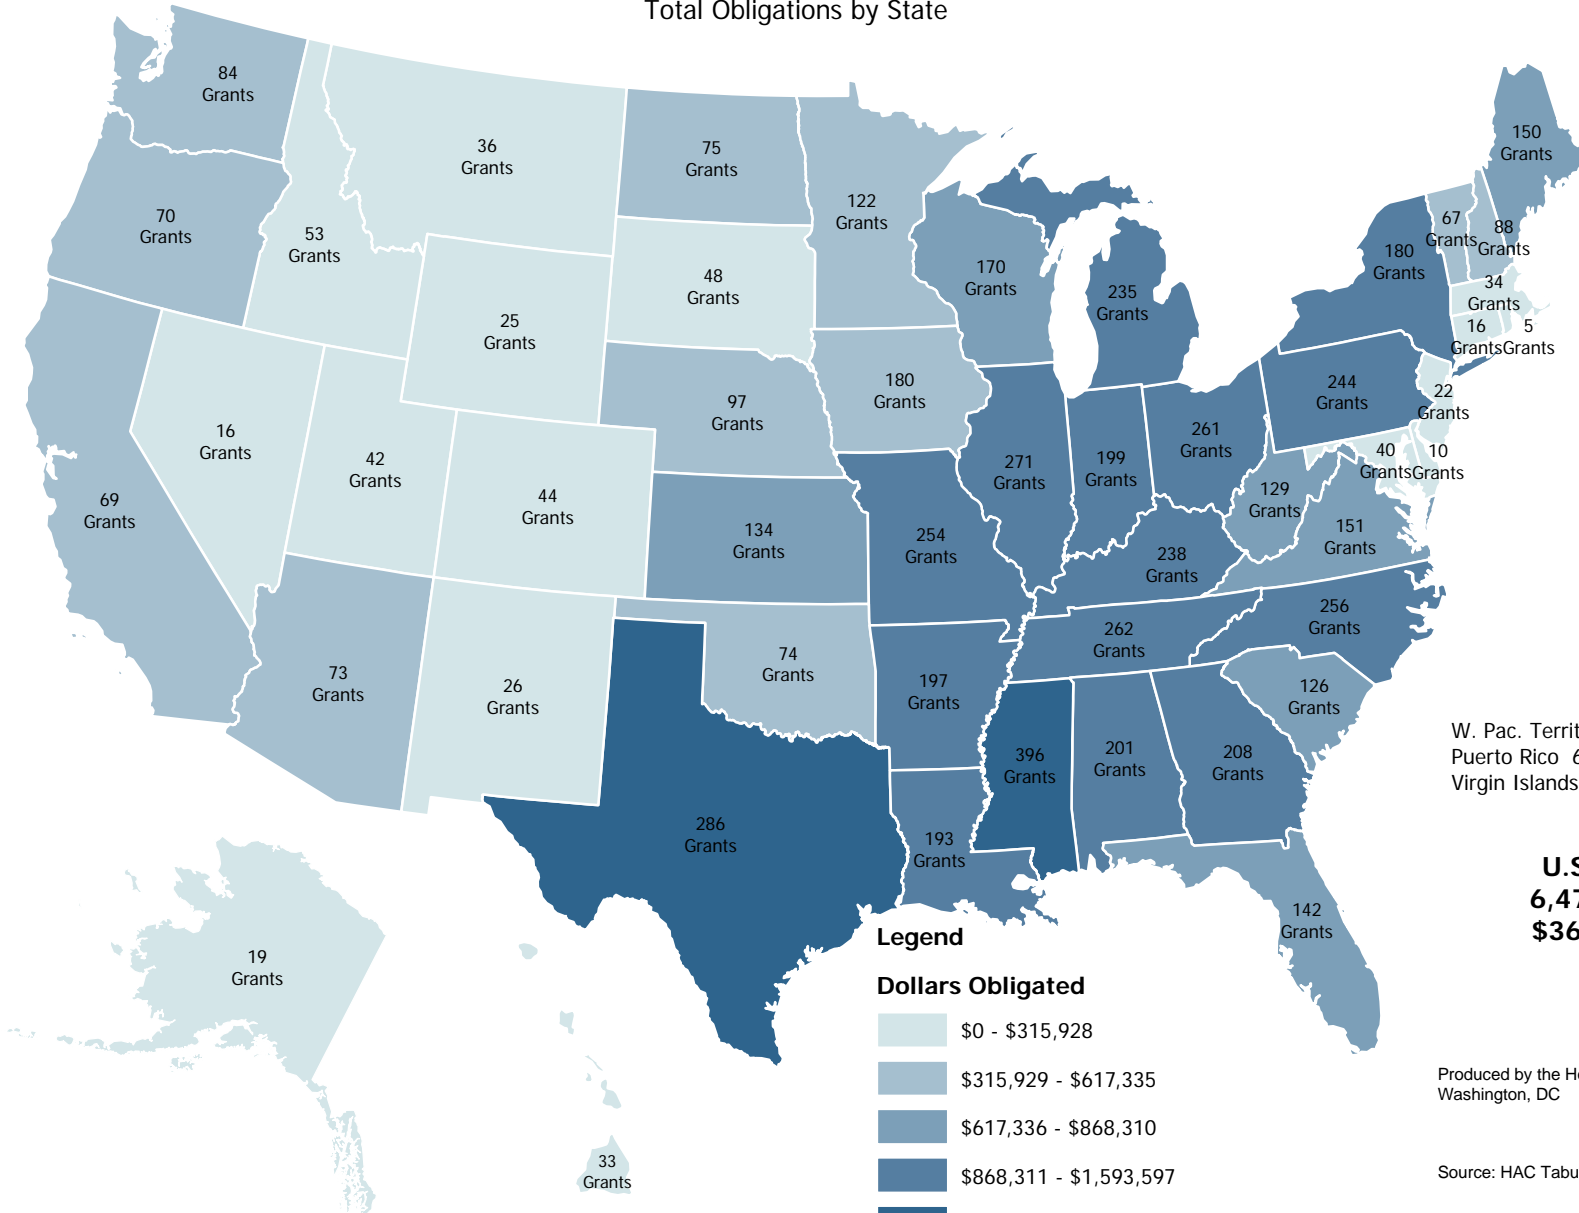 Total Obligations by State
84
Grants
36
Grants
75
Grants
122
Grants
150
Grants
70
Grants
53
Grants
48
Grants
170
Grants
235
Grants
180
Grants
67
Grants
88
Grants
34
Grants
16
Grants
5
Grants
25
Grants
97
Grants
180
Grants
244
Grants
22
Grants
16
Grants
42
Grants
44
Grants
271
Grants
199
Grants
261
Grants
40
Grants
10
Grants
69
Grants
134
Grants
254
Grants
129
Grants
151
Grants
238
Grants
256
Grants
262
Grants
73
Grants
26
Grants
74
Grants
197
Grants
126
Grants
396
Grants
201
Grants
208
Grants
286
Grants
193
Grants
142
Grants
19
Grants
33
Grants
W. Pac.
Puerto Rico
Virgin Islands
Legend
Dollars Obligated
$0 - $315,928
$315,929 - $617,335
$617,336 - $868,310
$868,311 - $1,593,597
Produced by the
Washington, DC
Source: HAC